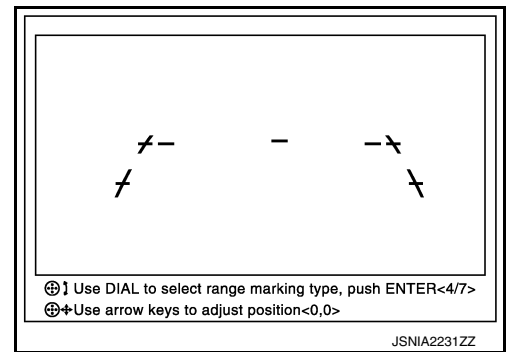 Use DIAL to select range marking type, push ENTER<4/7>
Use arrow keys to adjust position<0,0>
JSNIA2231ZZ